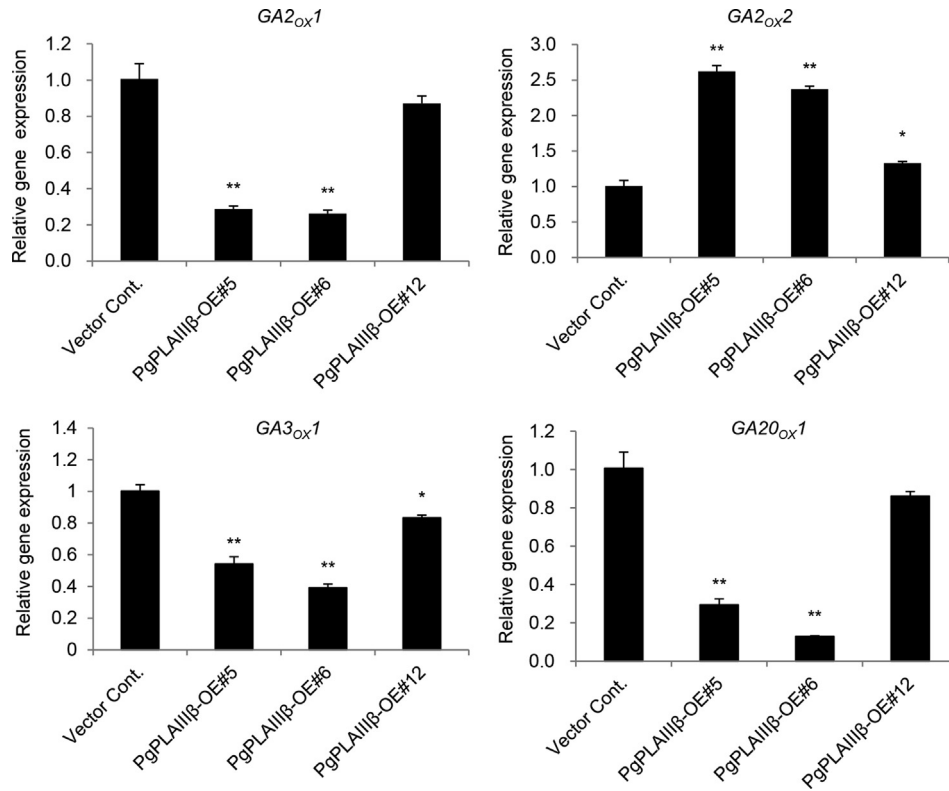 GA2OX1
Relative gene expression
1.2
1.0
0.8
0.6
0.4
0.2
0.0
**
**
Vector Cont.
PgPLAIIIβ-OE#5
PgPLAIIIβ-OE#6
PgPLAIIIβ-OE#12
GA2OX2
Relative gene expression
3.0
2.5
2.0
1.5
1.0
0.5
0.0
**
**
*
Vector Cont.
PgPLAIIIβ-OE#5
PgPLAIIIβ-OE#6
PgPLAIIIβ-OE#12
GA3OX1
Relative gene expression
1.4
1.2
1
0.8
0.6
0.4
0.2
0
**
**
*
Vector Cont.
PgPLAIIIβ-OE#5
PgPLAIIIβ-OE#6
PgPLAIIIβ-OE#12
GA20OX1
Relative gene expression
1.2
1.0
0.8
0.6
0.4
0.2
0.0
**
**
Vector Cont.
PgPLAIIIβ-OE#5
PgPLAIIIβ-OE#6
PgPLAIIIβ-OE#12